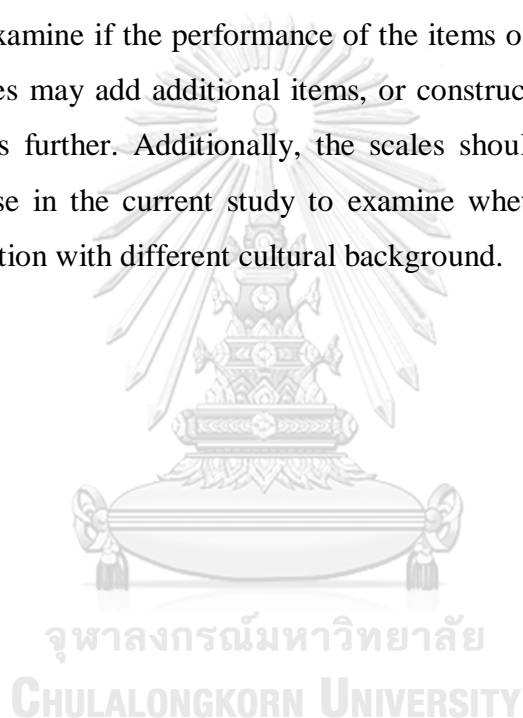 xamine if the performance of the items o
es may add additional items, or construc
s further. Additionally, the scales shoul
se in the current study to examine whe
tion with different cultural background.
จุฬาลงกรณ์มหาวิทยาลัย
CHULALONGKORN UNIVERSITY